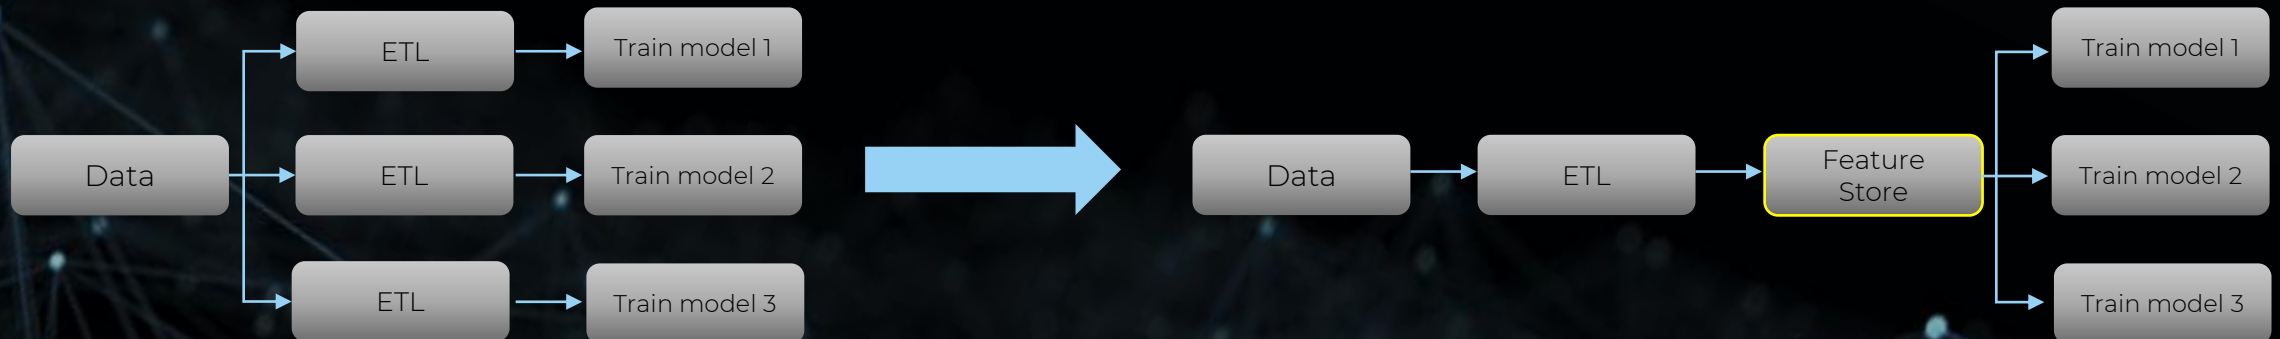 ETL
Train model 1
Data
ETL
Train model 2
ETL
Train model 3
Data
ETL
Feature
Store
Train model 1
Train model 2
Train model 3